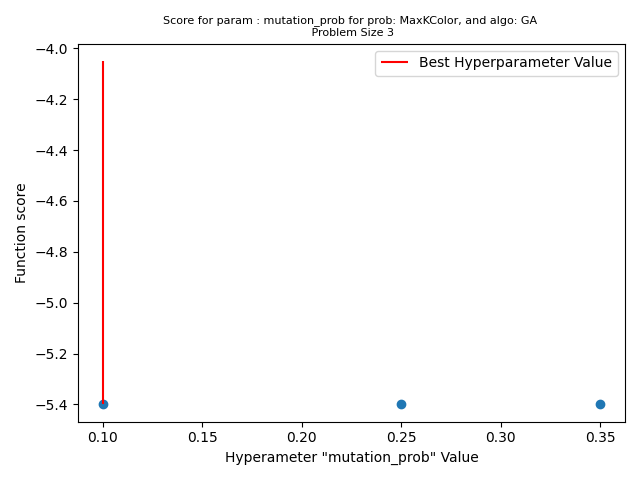 Score for param : mutation_prob for prob: MaxKColor, and algo: GA
Problem Size 3
Best Hyperparameter Value
Function score
−4.0
−4.2
−4.4
−4.6
−4.8
−5.0
−5.2
−5.4
0.10 0.15 0.20 0.25 0.30 0.35
Hyperameter "mutation_prob" Value